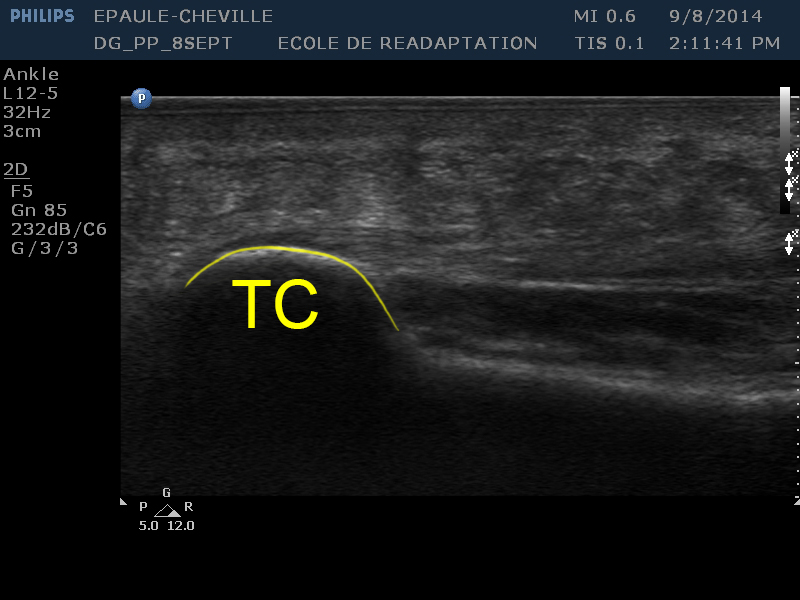 PHILIPS EPAULE-CHEVILLE MI 0.6 9/8/2014
DG_PP_8SEPT ECOLE DE READAPTATION TIS 0.1 2:11:41 PM
Ankle
L12-5
32Hz
3cm
2D
F5
Gn 85
232dB/C6
G/3/3
P
TC
G
P R
5.0 12.0